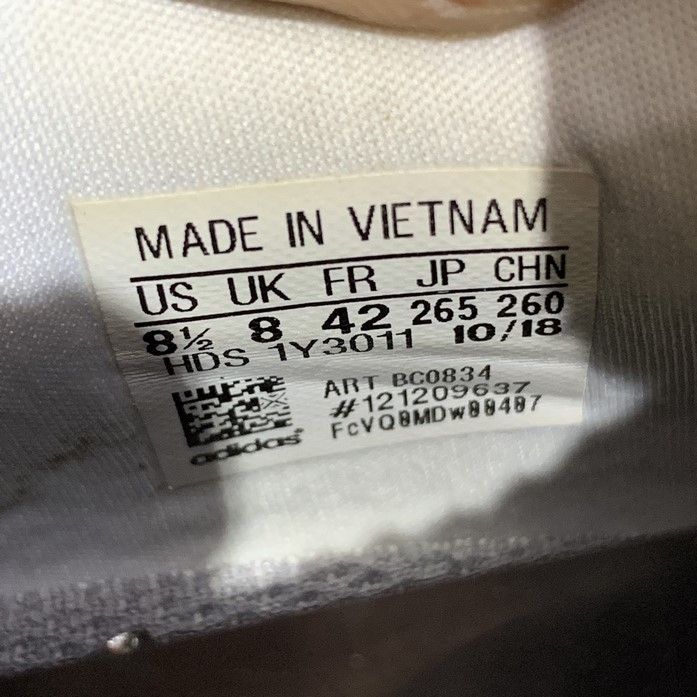 MADE IN VIETNAM
US UK FR JP CHN
8½ 8 42 265 260
HDS 1Y3011 10/18
ART BC0834
#121209637
FcVQ0MDw00407
adidas